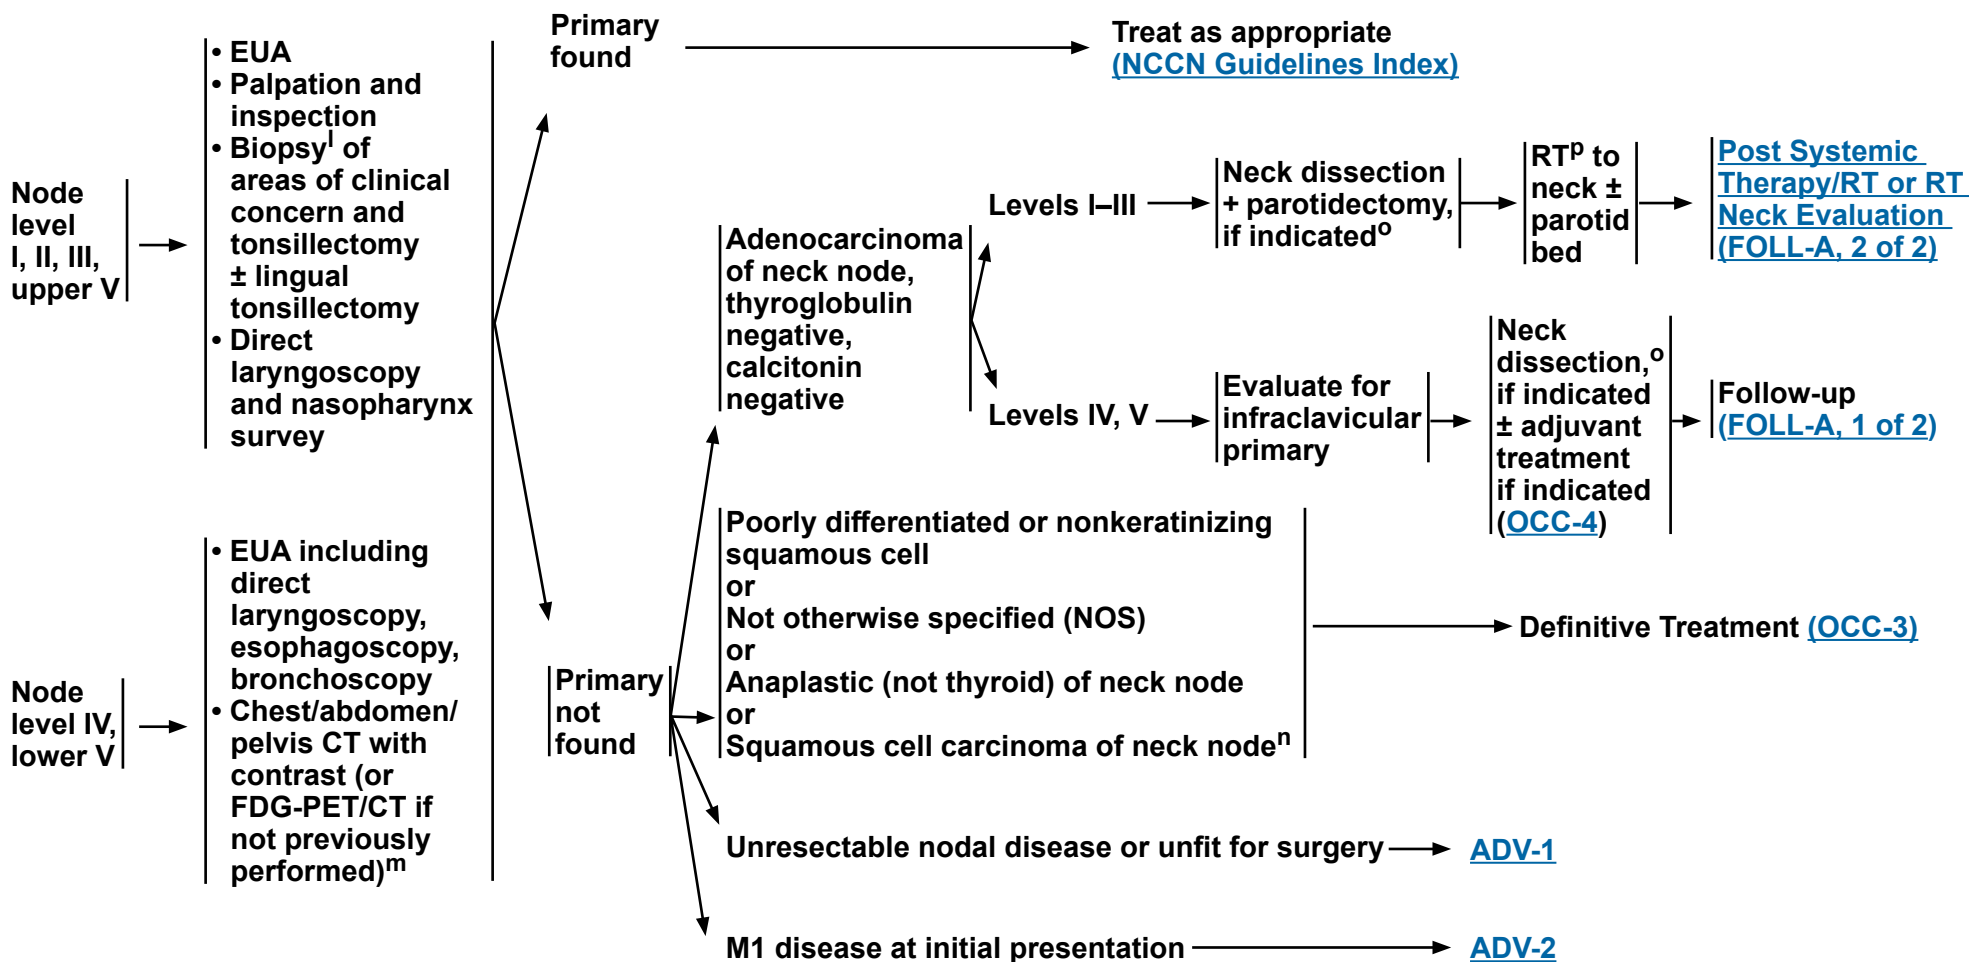 Node
level
I, II, III,
upper V
• EUA
• Palpation and
inspection
• Biopsyl of
areas of clinical
concern and
tonsillectomy
± lingual
tonsillectomy
• Direct
laryngoscopy
and nasopharynx
survey
Node
level IV,
lower V
• EUA including
direct
laryngoscopy,
esophagoscopy,
bronchoscopy
• Chest/abdomen/
pelvis CT with
contrast (or
FDG-PET/CT if
not previously
performed)m
Primary
found
Treat as appropriate
(NCCN Guidelines Index)
Primary
not
found
Adenocarcinoma
of neck node,
thyroglobulin
negative,
calcitonin
negative
Levels I–III
Neck dissection
+ parotidectomy,
if indicatedo
RTp to
neck ±
parotid
bed
Post Systemic
Therapy/RT or RT
Neck Evaluation
(FOLL-A, 2 of 2)
Levels IV, V
Evaluate for
infraclavicular
primary
Neck
dissection,o
if indicated
± adjuvant
treatment
if indicated
(OCC-4)
Follow-up
(FOLL-A, 1 of 2)
Poorly differentiated or nonkeratinizing
squamous cell
or
Not otherwise specified (NOS)
or
Anaplastic (not thyroid) of neck node
or
Squamous cell carcinoma of neck noden
Definitive Treatment (OCC-3)
Unresectable nodal disease or unfit for surgery
ADV-1
M1 disease at initial presentation
ADV-2